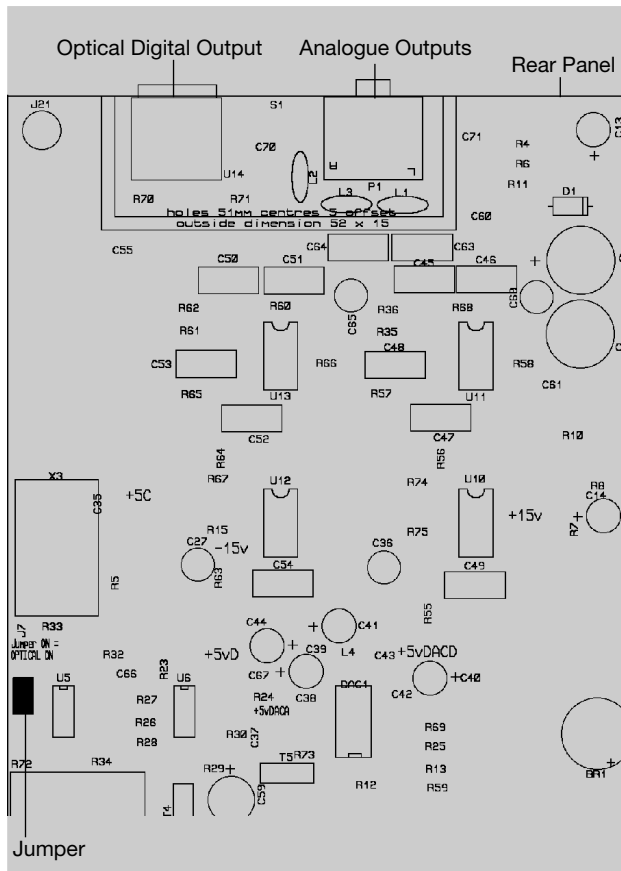 Optical Digital Output
Analogue Outputs
Rear Panel
J21
S1
C13
+
C70
C71
R4
R6
R11
U14
L2
P1
D1
R70
R71
L3
L1
holes 51MM centres 5 offset
outside dimension 52 x 15
C60
C55
C64
C63
C50
C51
C45
C46
+
C68
C65
R62
R60
R36
R68
R61
R35
C53
C48
R66
R58
R65
U13
R57
U11
C61
C52
C47
R10
R64
R56
X3
R67
U12
R74
U10
R8
C35
+5C
C14
+15v
+
R7
R15
R75
C27
-15v
C36
R5
R63
C54
C49
R33
R55
J7
Jumper ON =
OPTICAL ON
C44
+
C41
R32
+5vD
+
C39
L4
C43
+5vDACD
C66
R23
C67
+
C38
DAC1
C42
+
C40
U5
U6
R27
R24
+5vDACA
R26
R28
R30
C37
R69
R25
R72
R34
R29
+
T5
R73
R13
BR1
+
R12
R59
T4
C59
Jumper